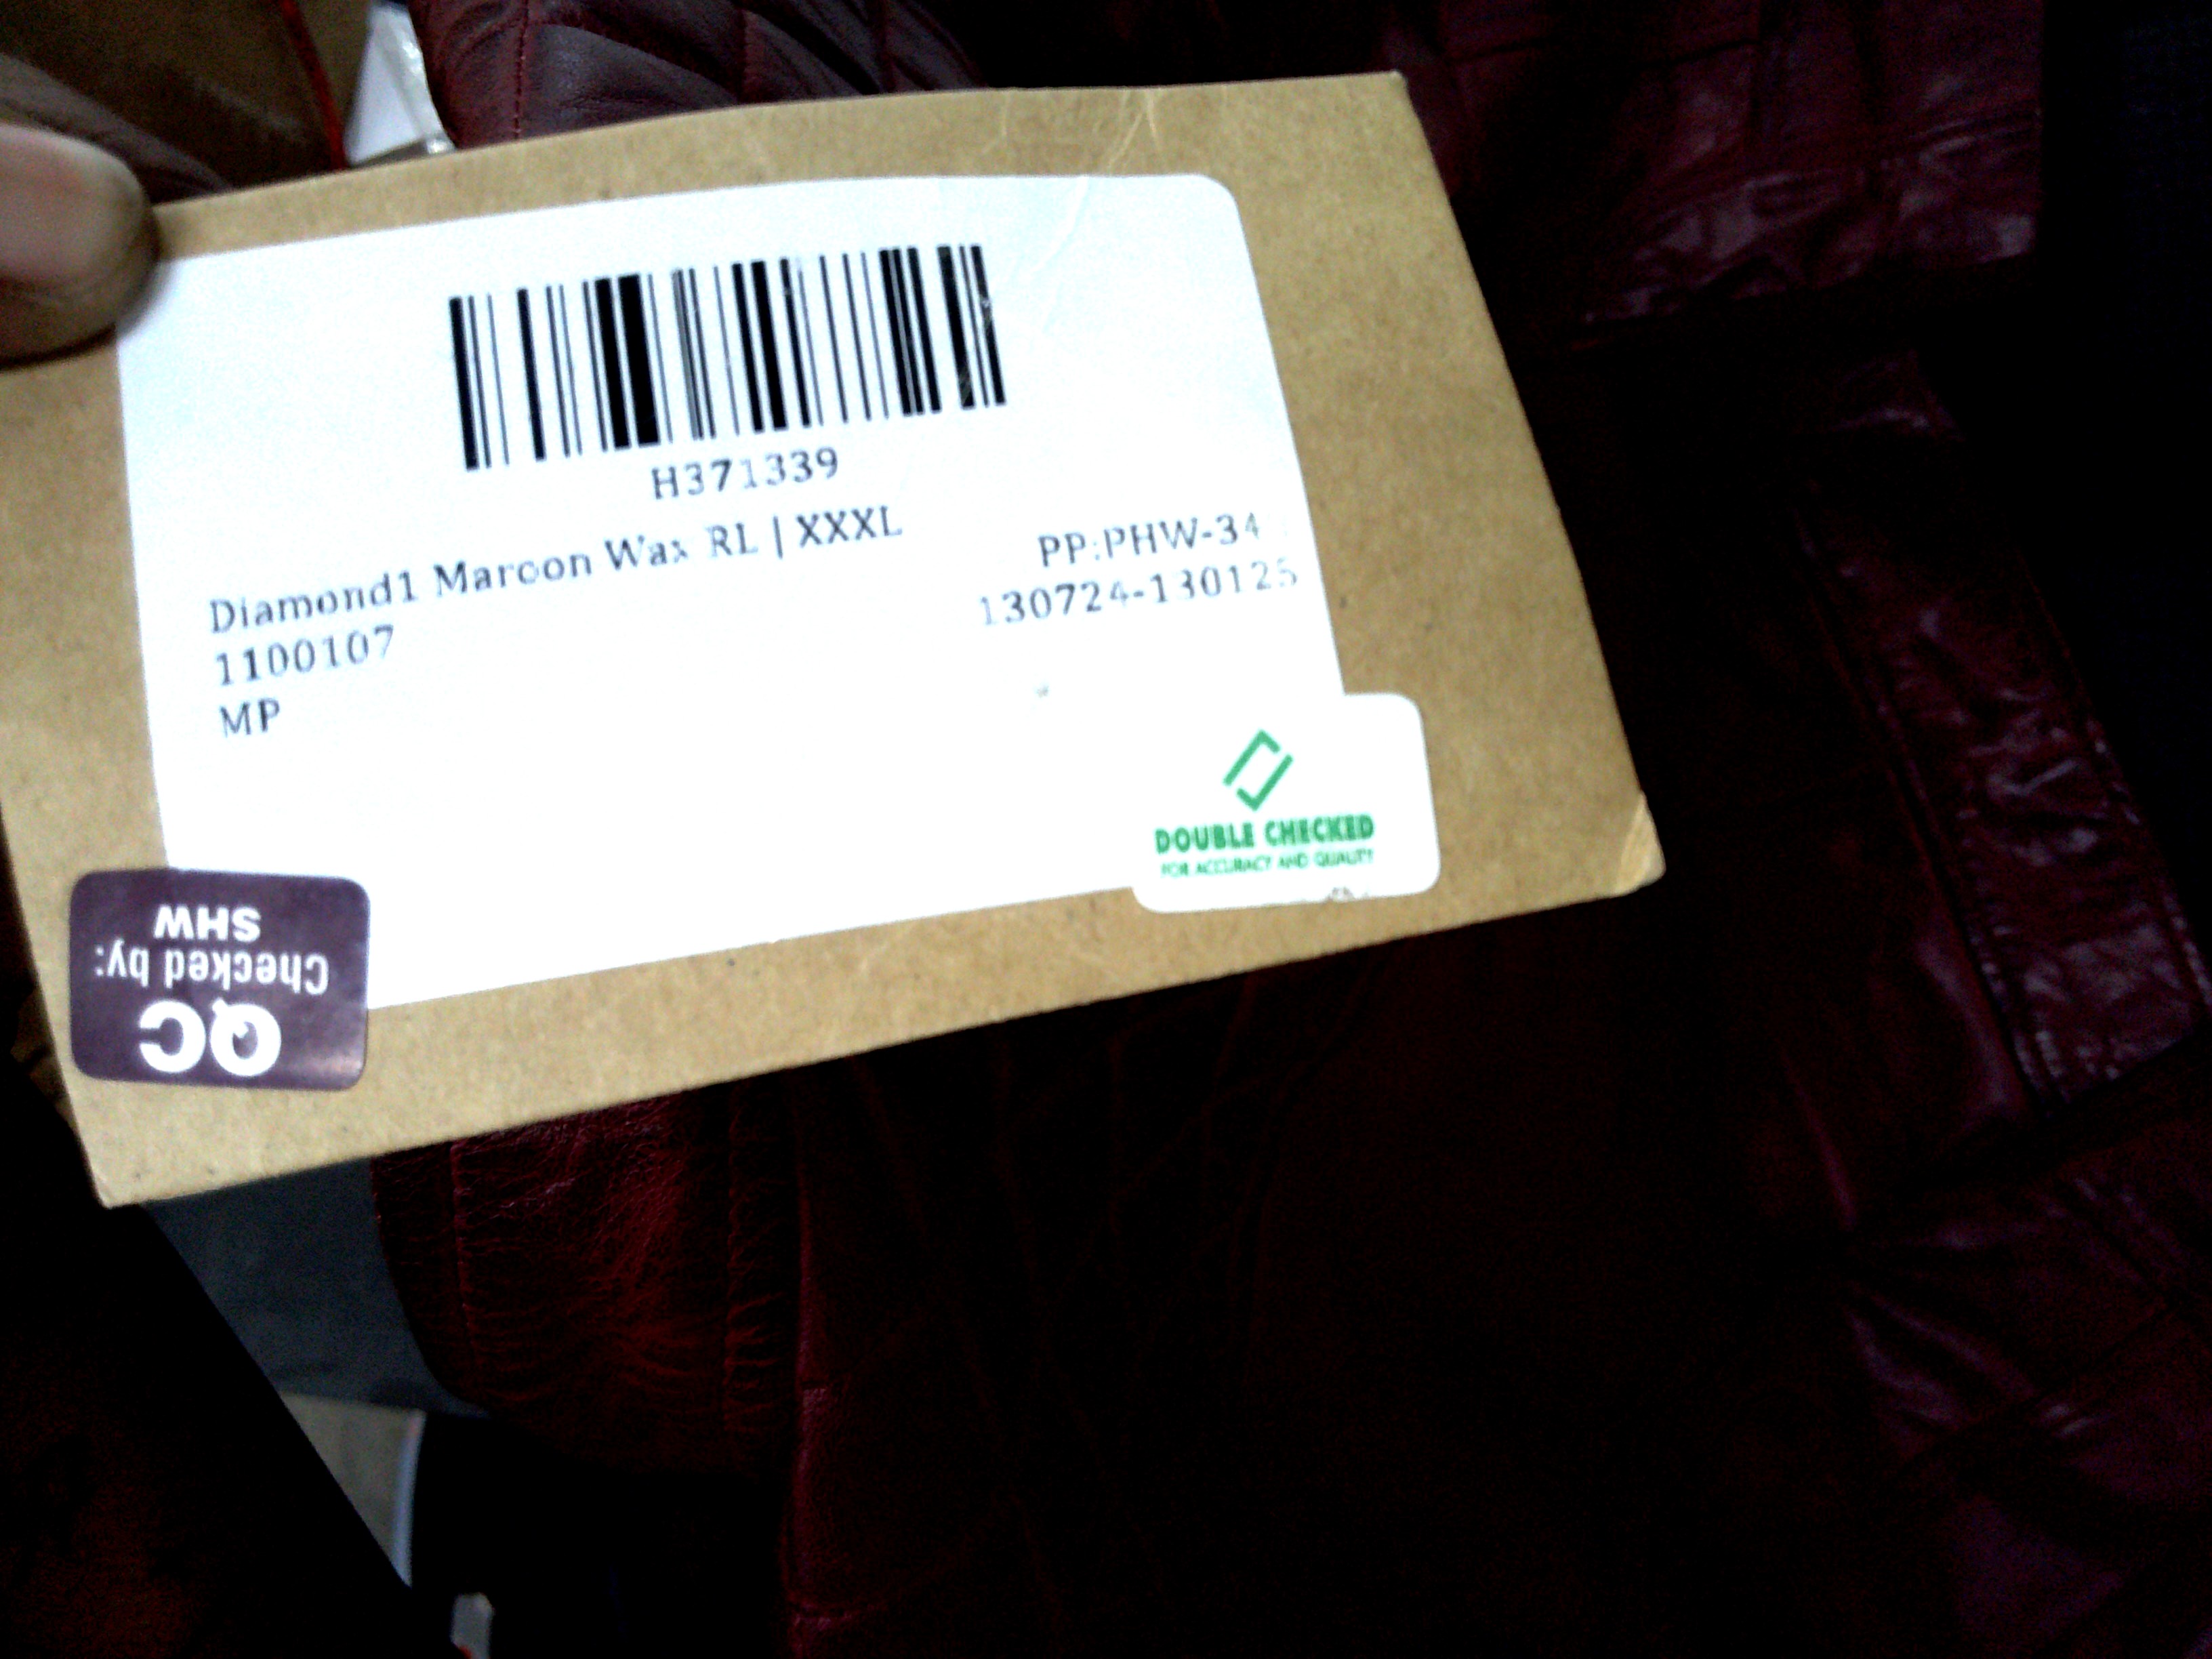 H371339
Diamond1 Maroon Wax RL | XXXL
PP:PHW-34
1100107
130724-130125
MP
DOUBLE CHECKED
FOR ACCURACY AND QUALITY
QC
Checked by:
SHW